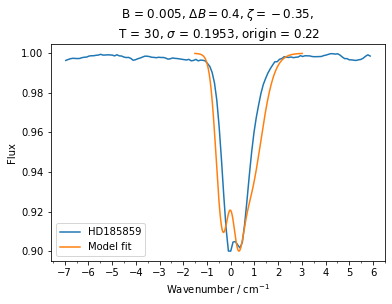 B = 0.005, ΔB = 0.4, ζ = −0.35,
T = 30, σ = 0.1953, origin = 0.22
1.00
0.98
0.96
0.94
0.92
0.90
Flux
HD185859
Model fit
−7 −6 −5 −4 −3 −2 −1 0 1 2 3 4 5 6
Wavenumber / cm⁻¹